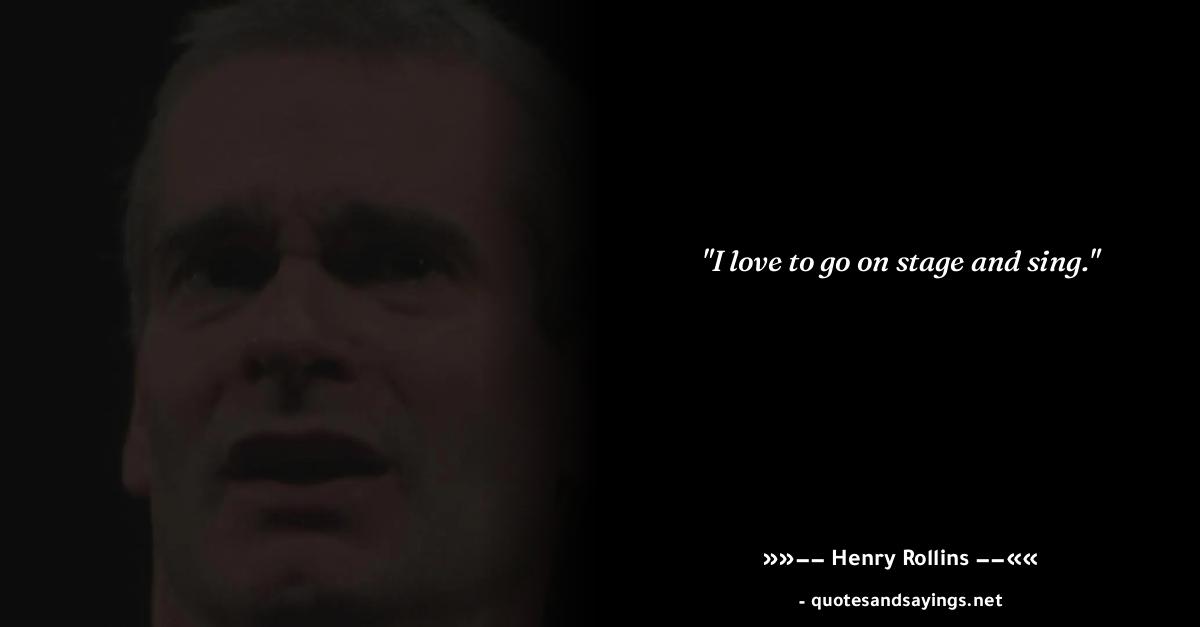 "I love to go on stage and sing."
»»−− Henry Rollins −−««
- quotesandsayings.net